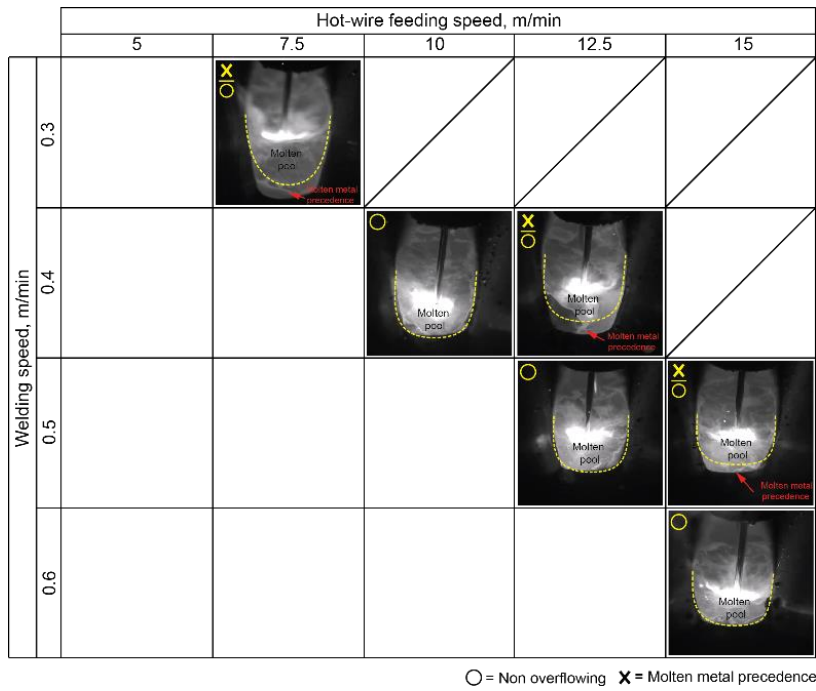 Hot-wire feeding speed, m/min
5 7.5 10 12.5 15
Welding speed, m/min
0.3
X
O
Molten
pool
Molten metal
precedence
0.4
O
Molten
pool
X
O
Molten
pool
Molten metal
precedence
0.5
O
Molten
pool
X
O
Molten
pool
Molten metal
precedence
0.6
O
Molten
pool
O = Non overflowing X = Molten metal precedence